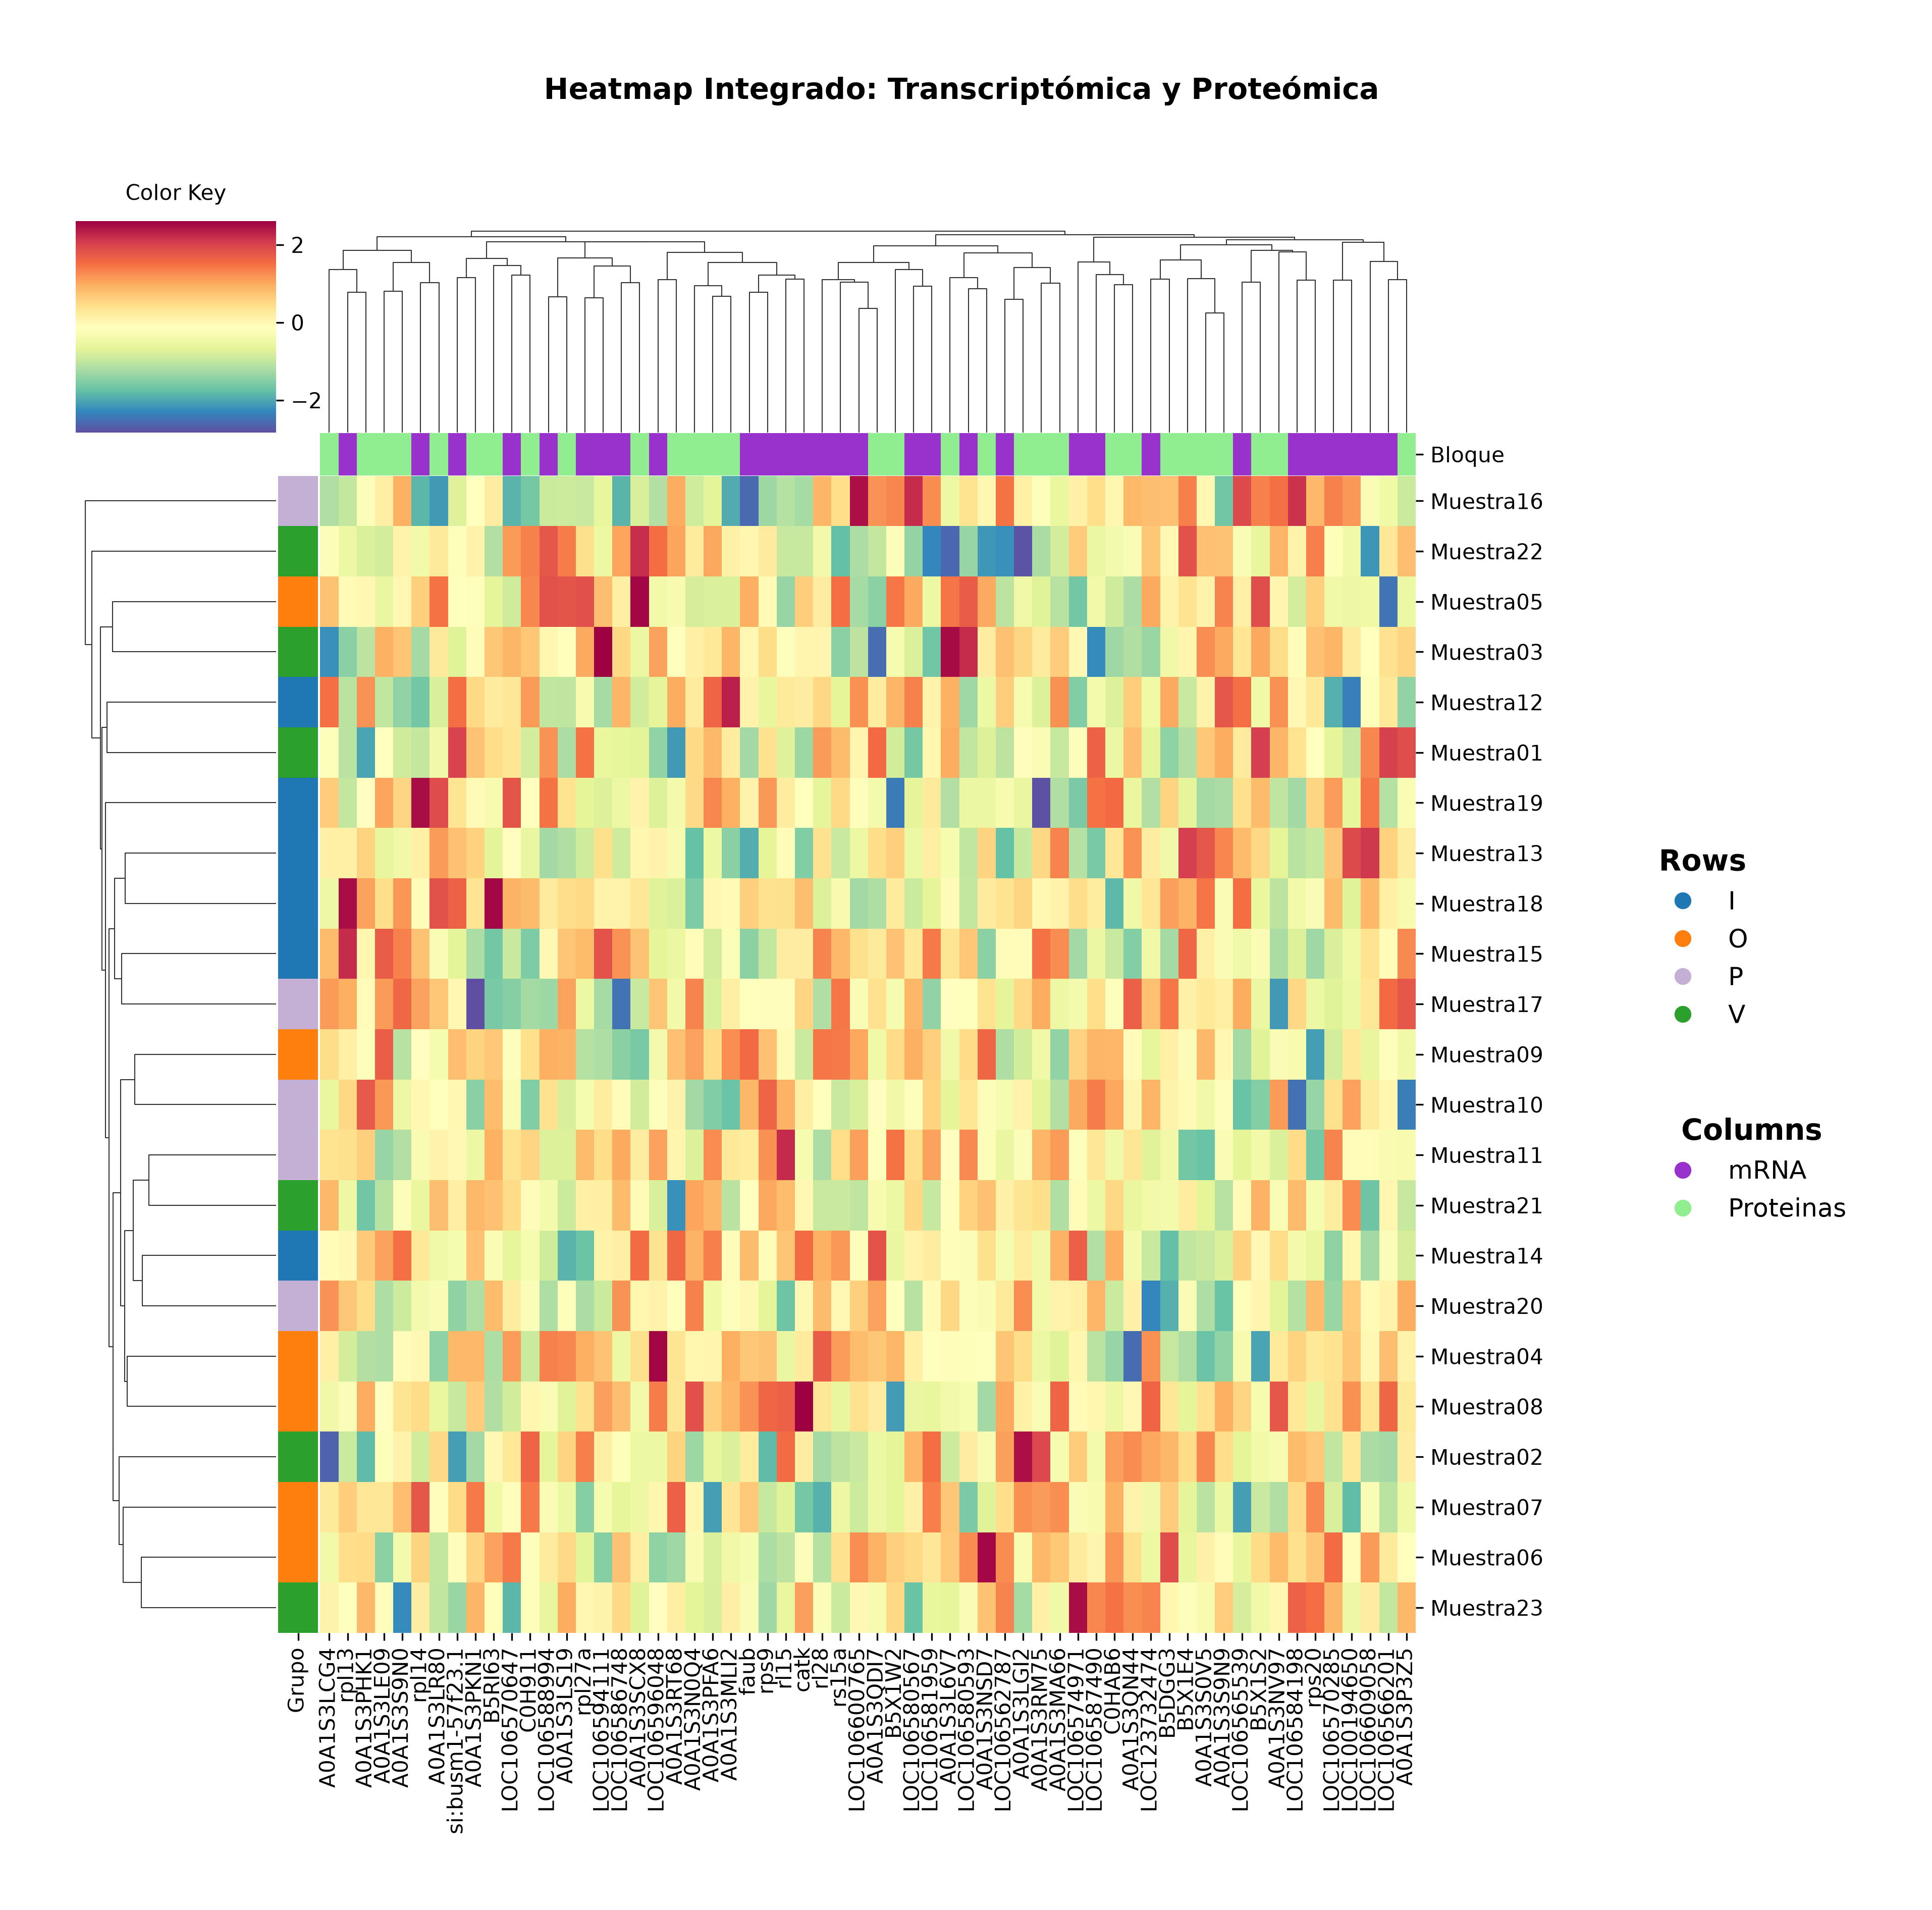 Heatmap Integrado: Transcriptómica y Proteómica
Color Key
2
0
−2
Bloque
Muestra16
Muestra22
Muestra05
Muestra03
Muestra12
Muestra01
Muestra19
Muestra13
Muestra18
Muestra15
Muestra17
Muestra09
Muestra10
Muestra11
Muestra21
Muestra14
Muestra20
Muestra04
Muestra08
Muestra02
Muestra07
Muestra06
Muestra23
Rows
I
O
P
V
Columns
mRNA
Proteinas
Grupo
A0A1S3LCG4
rpl13
A0A1S3PHK1
A0A1S3LE09
A0A1S3S9N0
rpl14
A0A1S3LR80
si:busm1-57f23.1
A0A1S3PKN1
B5RI63
LOC106570647
C0H911
LOC106588994
A0A1S3LS19
rpl27a
LOC106594111
LOC106586748
A0A1S3SCX8
LOC106596048
A0A1S3RT68
A0A1S3N0Q4
A0A1S3PFA6
A0A1S3MLI2
faub
rps9
rl15
catk
rl28
rs15a
LOC106600765
A0A1S3QDI7
B5X1W2
LOC106580567
LOC106581959
A0A1S3L6V7
LOC106580593
A0A1S3NSD7
LOC106562787
A0A1S3LGI2
A0A1S3RM75
A0A1S3MA66
LOC106574971
LOC106587490
C0HAB6
A0A1S3QN44
LOC123732474
B5DGG3
B5X1E4
A0A1S3S0V5
A0A1S3S9N9
LOC106565539
B5X1S2
A0A1S3NV97
LOC106584198
rps20
LOC106570285
LOC100194650
LOC106609058
LOC106566201
A0A1S3P3Z5